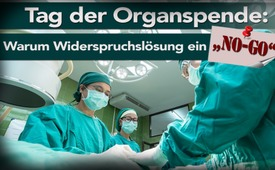 Tag der Organspende:
Warum Widerspruchslösung ein „NO-GO“